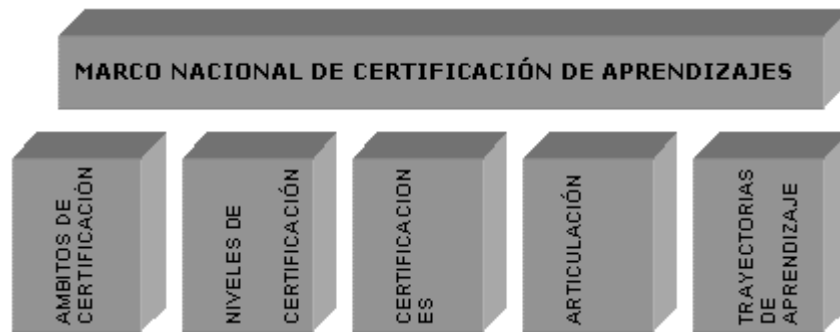 MARCO NACIONAL DE CERTIFICACIÓN DE APRENDIZAJES
AMBITOS DE
CERTIFICACIÓN
NIVELES DE
CERTIFICACIÓN
CERTIFICACION
ES
ARTICULACIÓN
TRAYECTORIAS
DE
APRENDIZAJE